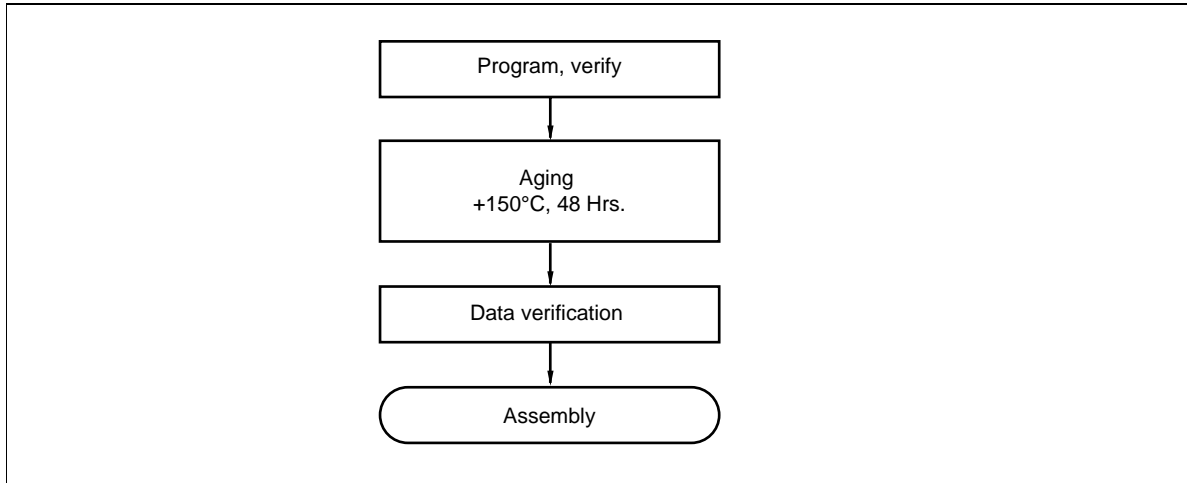 Program, verify
Aging
+150°C, 48 Hrs.
Data verification
Assembly